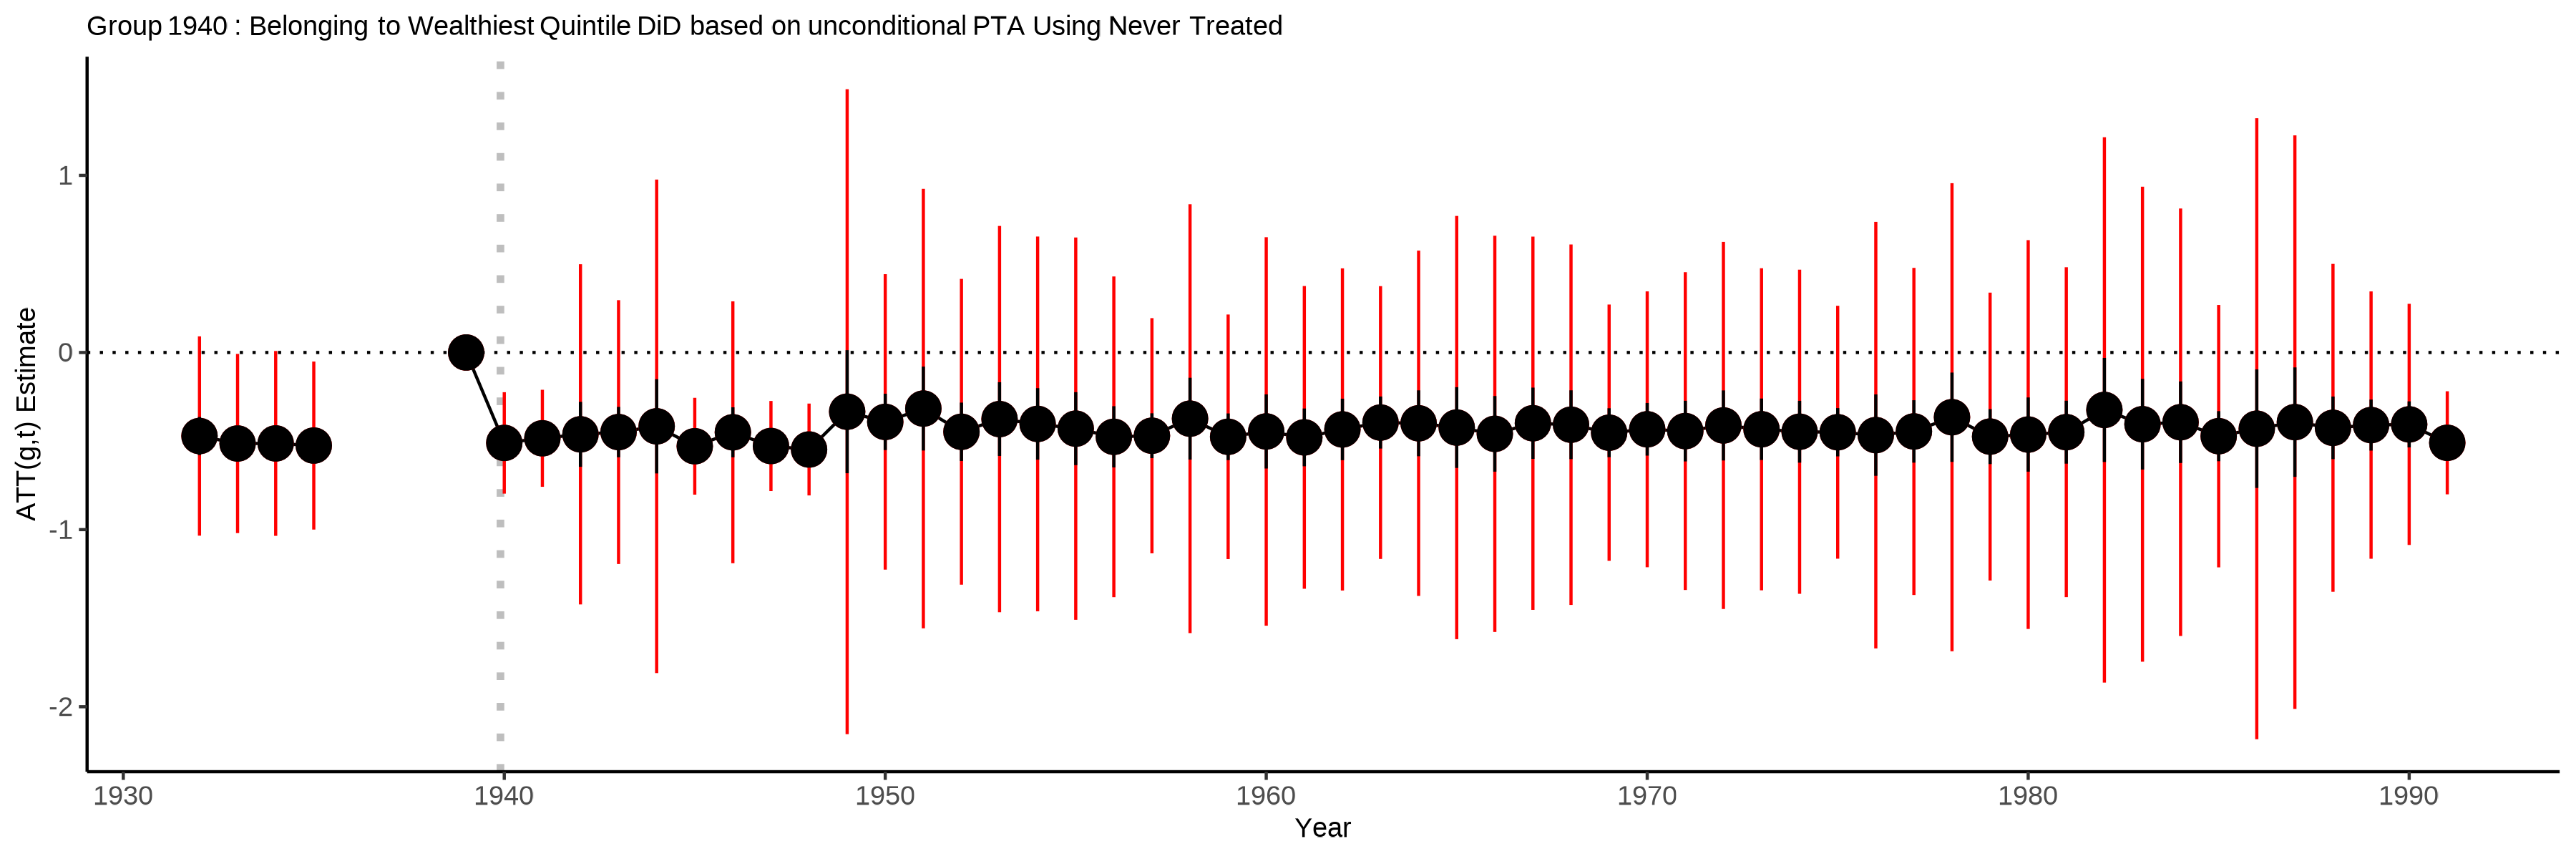 Group 1940 : Belonging to Wealthiest Quintile DiD based on unconditional PTA Using Never Treated
ATT(g,t) Estimate
1
0
-1
-2
1930 1940 1950 1960 1970 1980 1990
Year